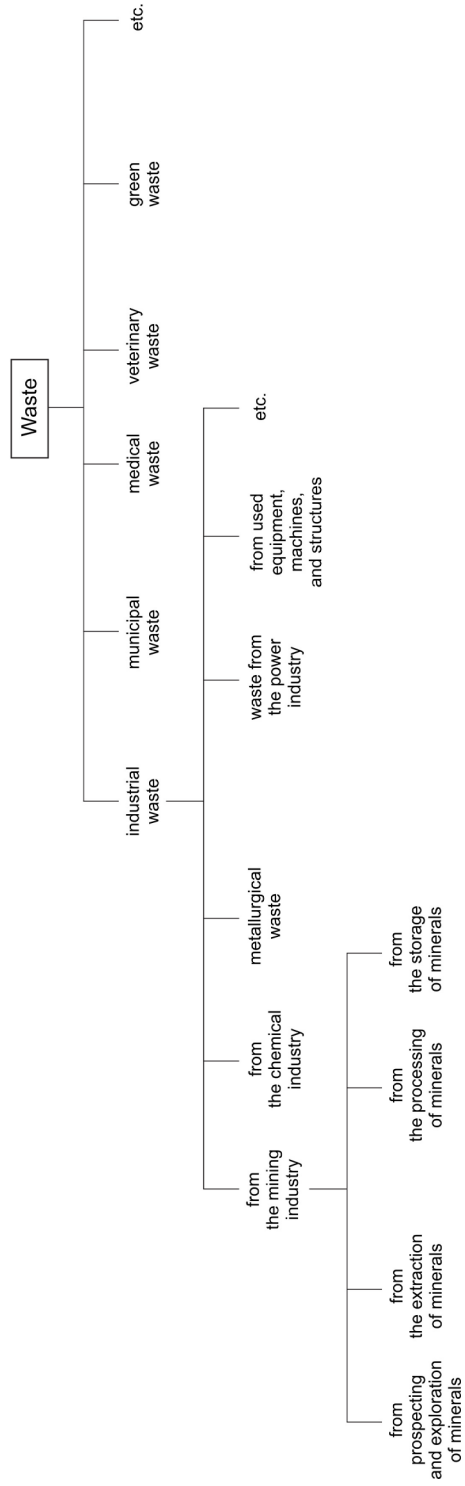 Waste
industrial
waste
municipal
waste
medical
waste
veterinary
waste
green
waste
etc.
from
the mining
industry
from
the chemical
industry
metallurgical
waste
waste from
the power
industry
from used
equipment,
machines,
and structures
etc.
from
prospecting
and exploration
of minerals
from
the extraction
of minerals
from
the processing
of minerals
from
the storage
of minerals